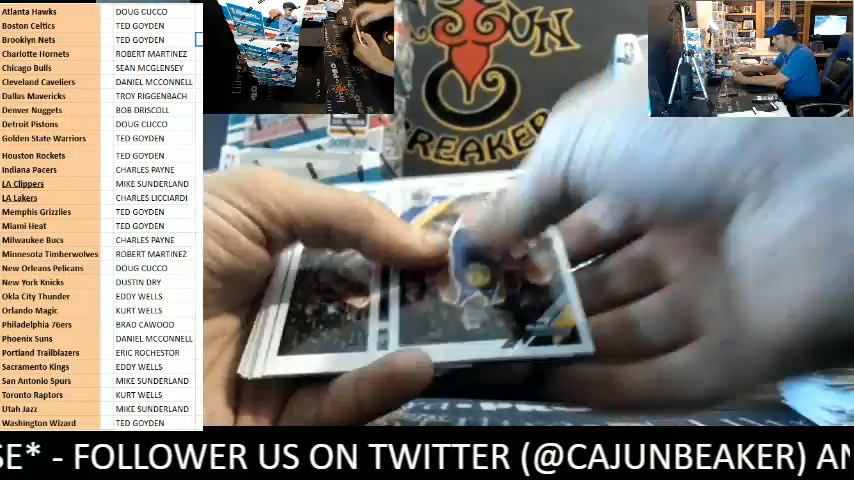 Atlanta Hawks DOUG CUCCO
Boston Celtics TED GOYDEN
Brooklyn Nets TED GOYDEN
Charlotte Hornets ROBERT MARTINEZ
Chicago Bulls SEAN MCGLENSEY
Cleveland Caveliers DANIEL MCCONNELL
Dallas Mavericks TROY RIGGENBACH
Denver Nuggets BOB DRISCOLL
Detroit Pistons DOUG CUCCO
Golden State Warriors TED GOYDEN
Houston Rockets TED GOYDEN
Indiana Pacers CHARLES PAYNE
LA Clippers MIKE SUNDERLAND
LA Lakers CHARLES LICCIARDI
Memphis Grizzlies TED GOYDEN
Miami Heat TED GOYDEN
Milwaukee Bucs CHARLES PAYNE
Minnesota Timberwolves ROBERT MARTINEZ
New Orleans Pelicans DOUG CUCCO
New York Knicks DUSTIN DRY
Okla City Thunder EDDY WELLS
Orlando Magic KURT WELLS
Philadelphia 76ers BRAD CAWOOD
Phoenix Suns DANIEL MCCONNELL
Portland Trailblazers ERIC ROCHESTOR
Sacramento Kings EDDY WELLS
San Antonio Spurs MIKE SUNDERLAND
Toronto Raptors KURT WELLS
Utah Jazz MIKE SUNDERLAND
Washington Wizard TED GOYDEN
UN
REAKER
2019-20
SE* - FOLLOWER US ON TWITTER (@CAJUNBEAKER) AN